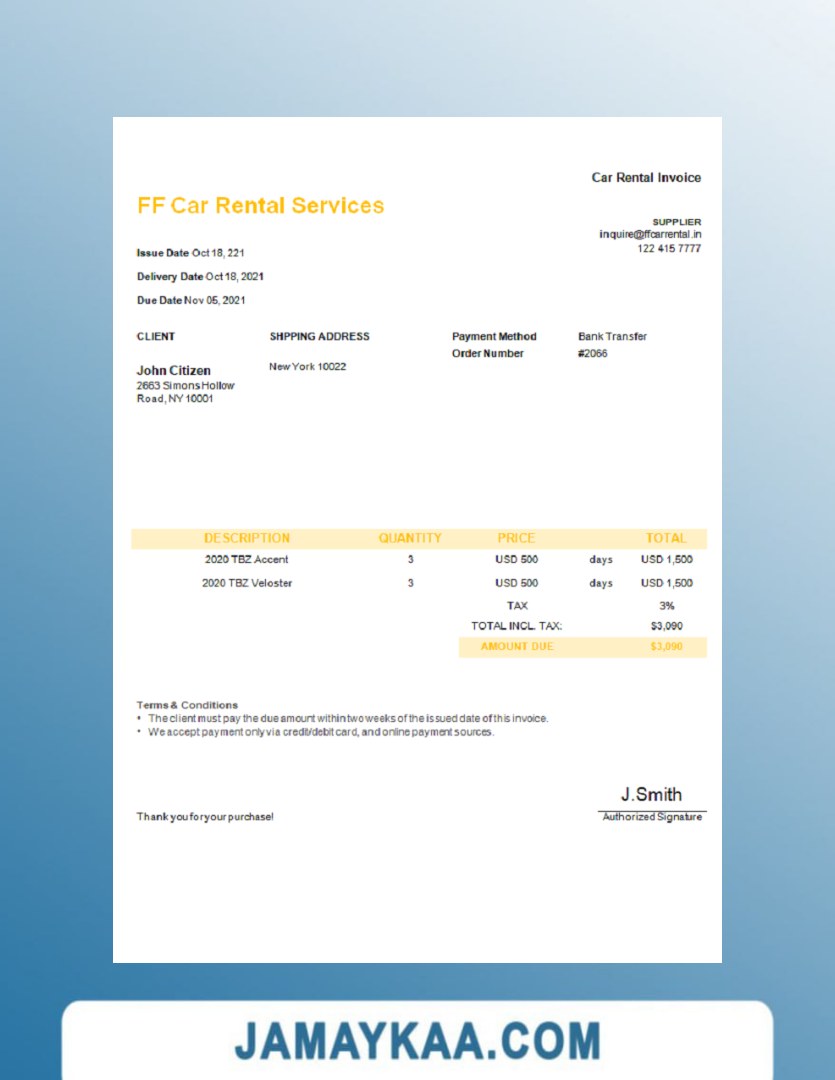 Car Rental Invoice
FF Car Rental Services
SUPPLIER
inquire@ffcarrental.in
122 415 7777
Issue Date Oct 18, 221
Delivery Date Oct 18, 2021
Due Date Nov 05, 2021
CLIENT SHPPING ADDRESS Payment Method Bank Transfer
Order Number #2066
John Citizen New York 10022
2663 Simons Hollow
Road, NY 10001
DESCRIPTION QUANTITY PRICE TOTAL
2020 TBZ Accent 3 USD 500 days USD 1,500
2020 TBZ Veloster 3 USD 500 days USD 1,500
TAX 3%
TOTAL INCL. TAX: $3,090
AMOUNT DUE $3,090
Terms & Conditions
• The client must pay the due amount within two weeks of the issued date of this invoice.
• We accept payment only via credit/debit card, and online payment sources.
J.Smith
Thank you for your purchase! Authorized Signature
JAMAYKAA.COM